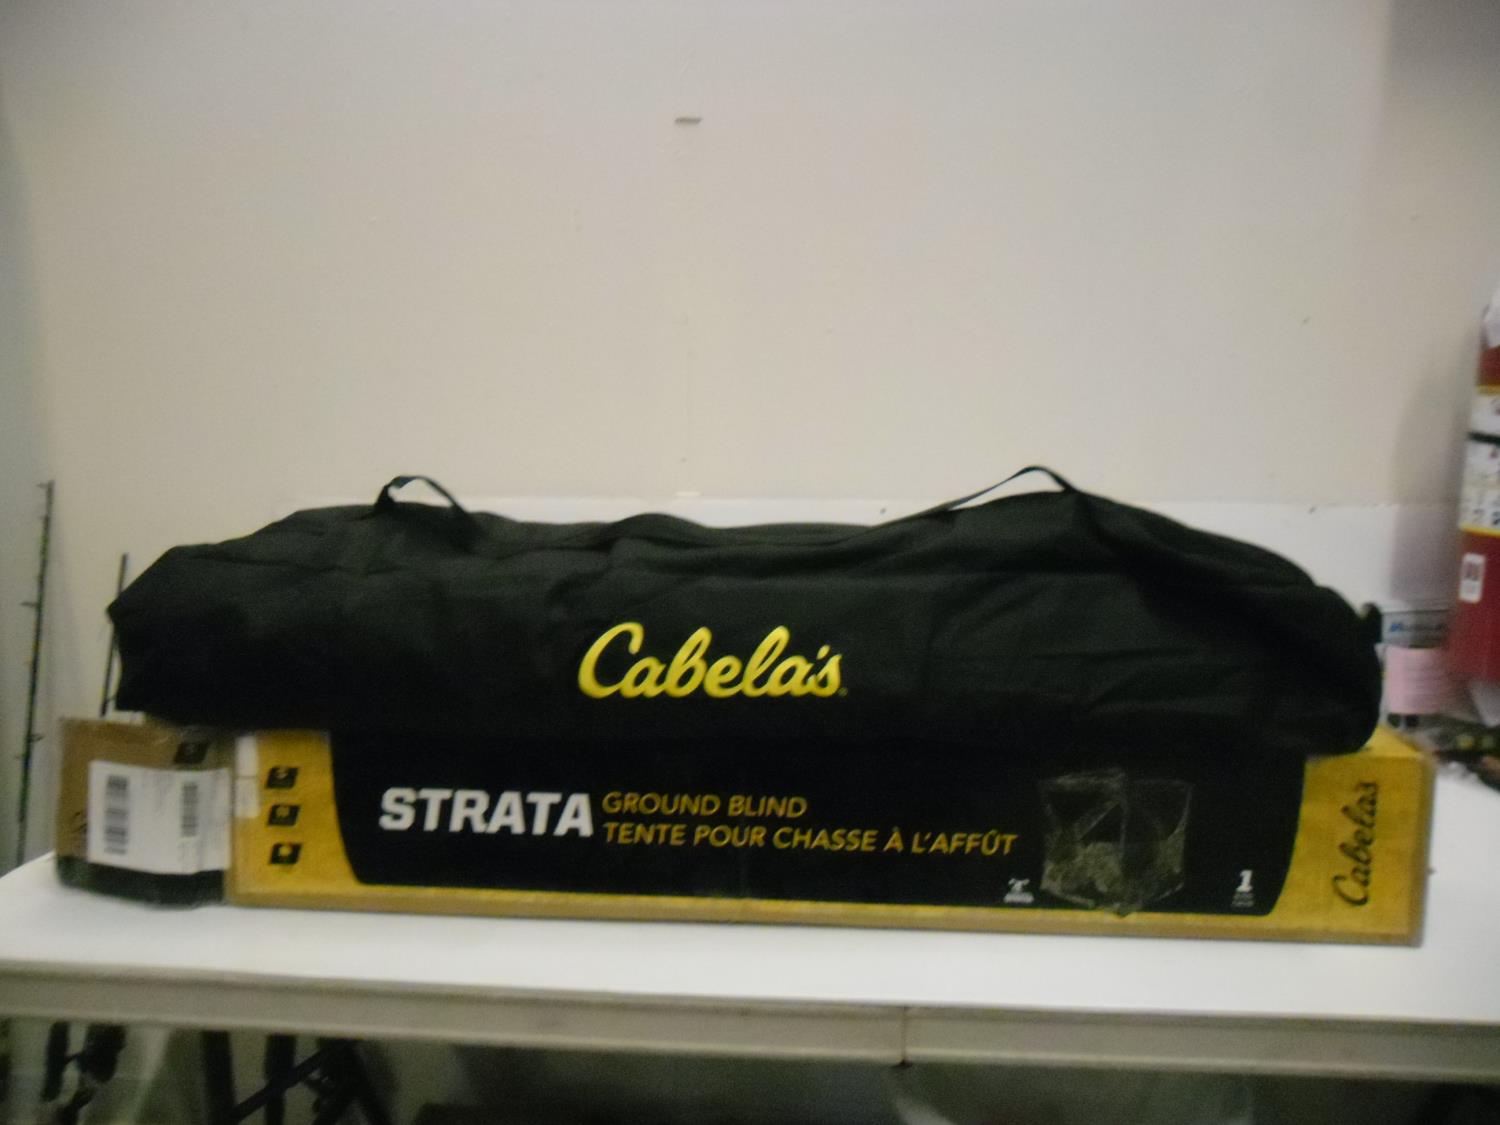 Cabela's
STRATA
GROUND BLIND
TENTE POUR CHASSE À L'AFFÛT
1
Cabela's